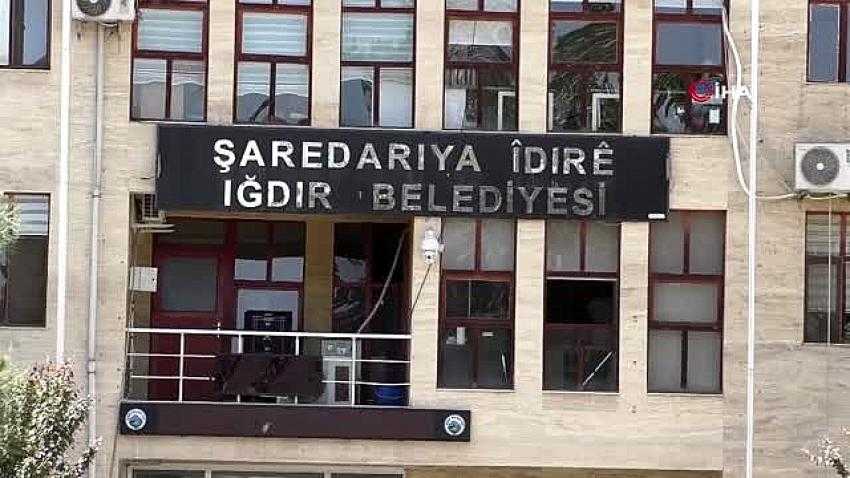 ŞAREDARIYA ÎDIRÊ
IĞDIR BELEDİYESİ
İHA